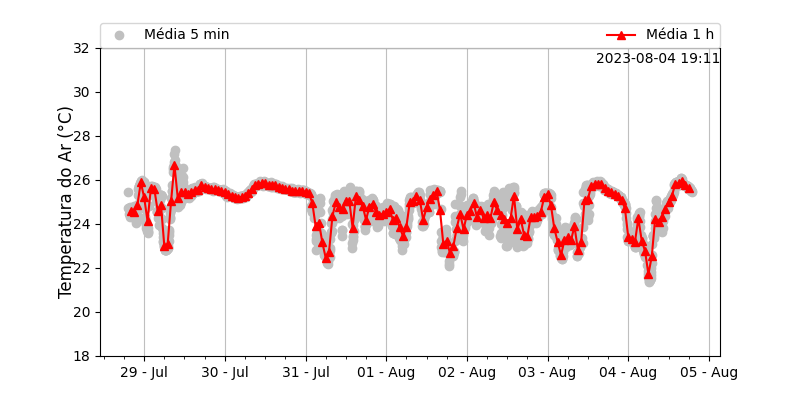 Média 5 min
Média 1 h
2023-08-04 19:11
Temperatura do Ar (°C)
32
30
28
26
24
22
20
18
29 - Jul
30 - Jul
31 - Jul
01 - Aug
02 - Aug
03 - Aug
04 - Aug
05 - Aug